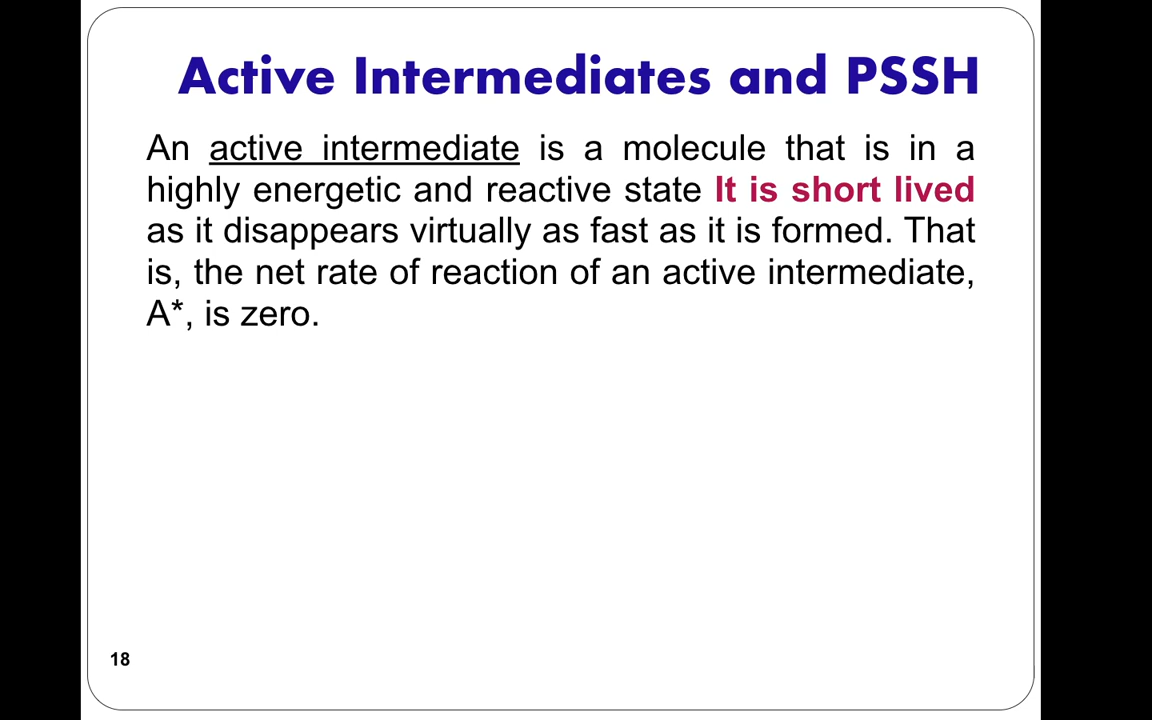 Active Intermediates and PSSH
An active intermediate is a molecule that is in a
highly energetic and reactive state It is short lived
as it disappears virtually as fast as it is formed. That
is, the net rate of reaction of an active intermediate,
A*, is zero.
18